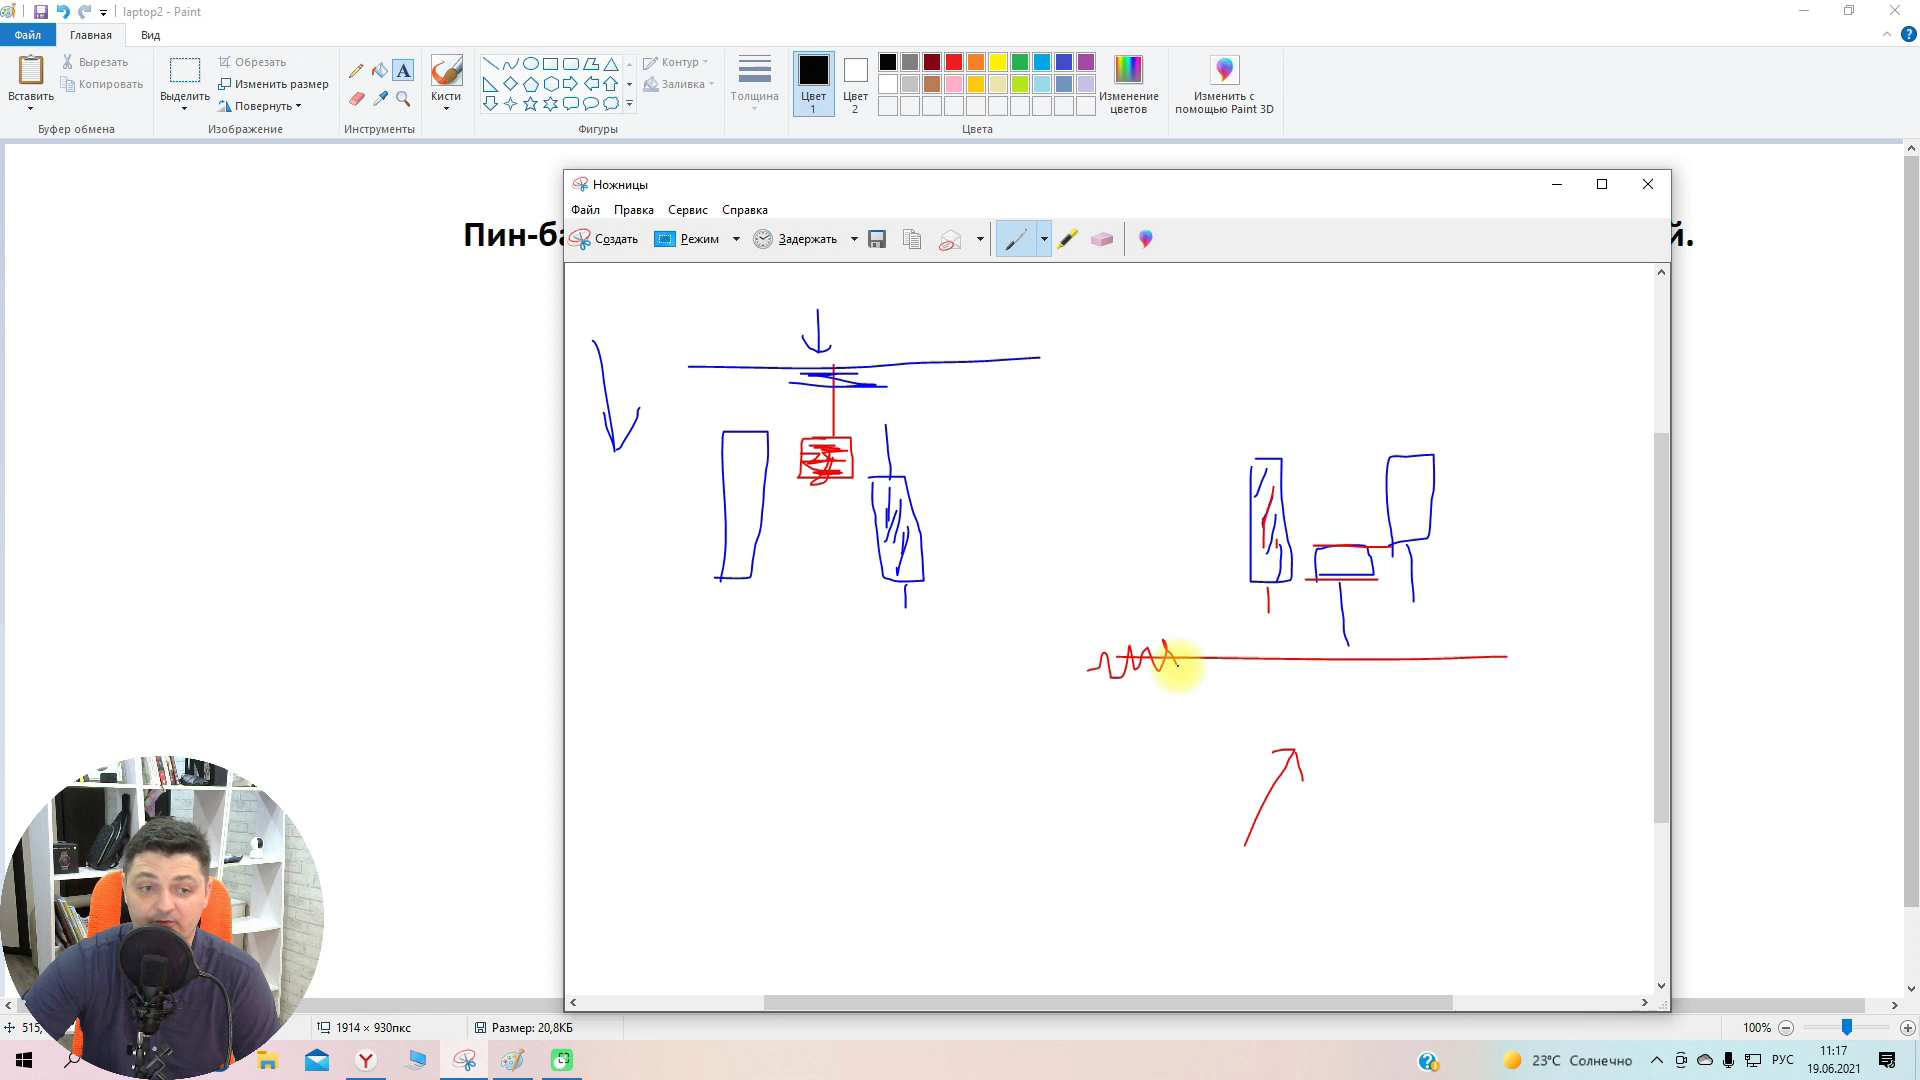 laptop2 - Paint
Файл
Главная
Вид
Вставить
Вырезать
Копировать
Буфер обмена
Выделить
Обрезать
Изменить размер
Повернуть
Изображение
A
Инструменты
Кисти
Фигуры
Контур
Заливка
Толщина
Цвет
1
Цвет
2
Цвета
Изменение
цветов
Изменить с
помощью Paint 3D
Ножницы
Файл Правка Сервис Справка
Создать
Режим
Задержать
й.
1914 × 930пкс
Размер: 20,8КБ
100%
23°C Солнечно
РУС
11:17
19.06.2021